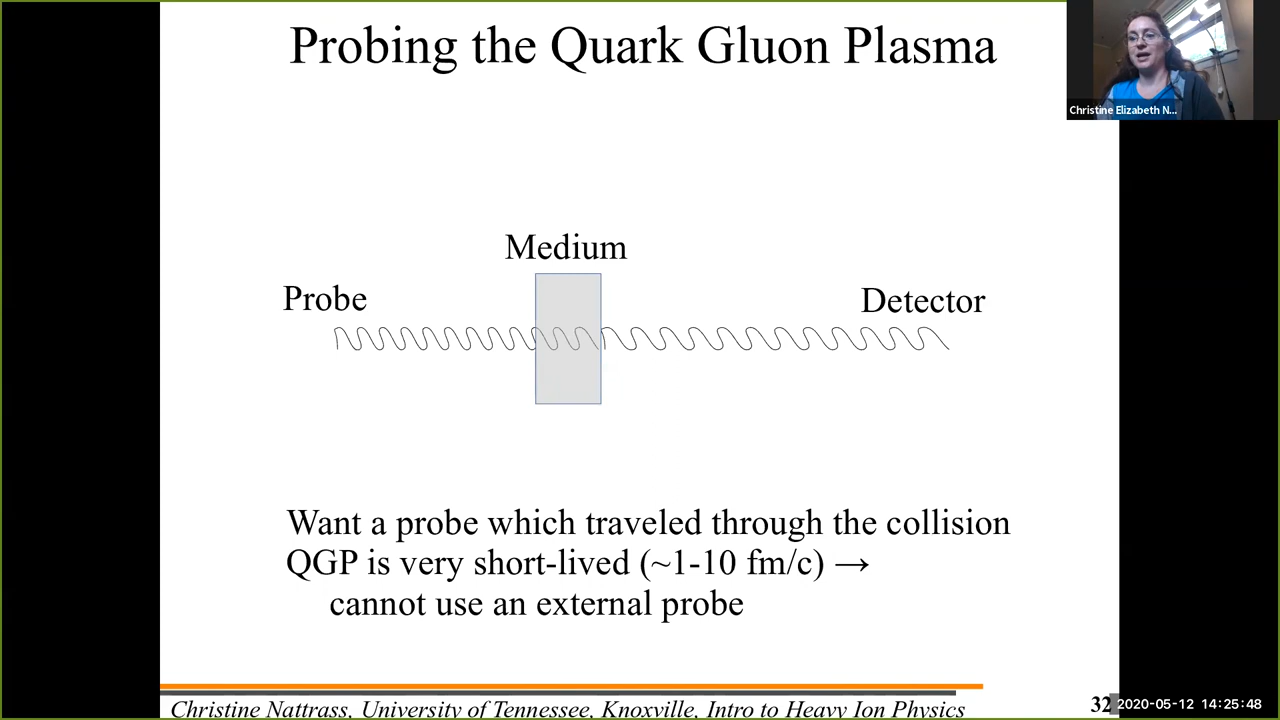 Probing the Quark Gluon Plasma
Christine Elizabeth N...
Medium
Probe
Detector
Want a probe which traveled through the collision
QGP is very short-lived (~1-10 fm/c) →
cannot use an external probe
Christine Nattrass, University of Tennessee, Knoxville, Intro to Heavy Ion Physics
32
2020-05-12 14:25:48